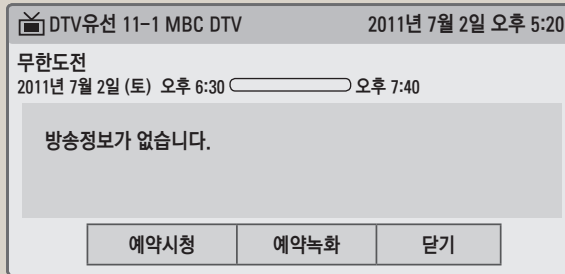 DTV유선 11-1 MBC DTV 2011년 7월 2일 오후 5:20
무한도전
2011년 7월 2일 (토) 오후 6:30 오후 7:40
방송정보가 없습니다.
예약시청 예약녹화 닫기